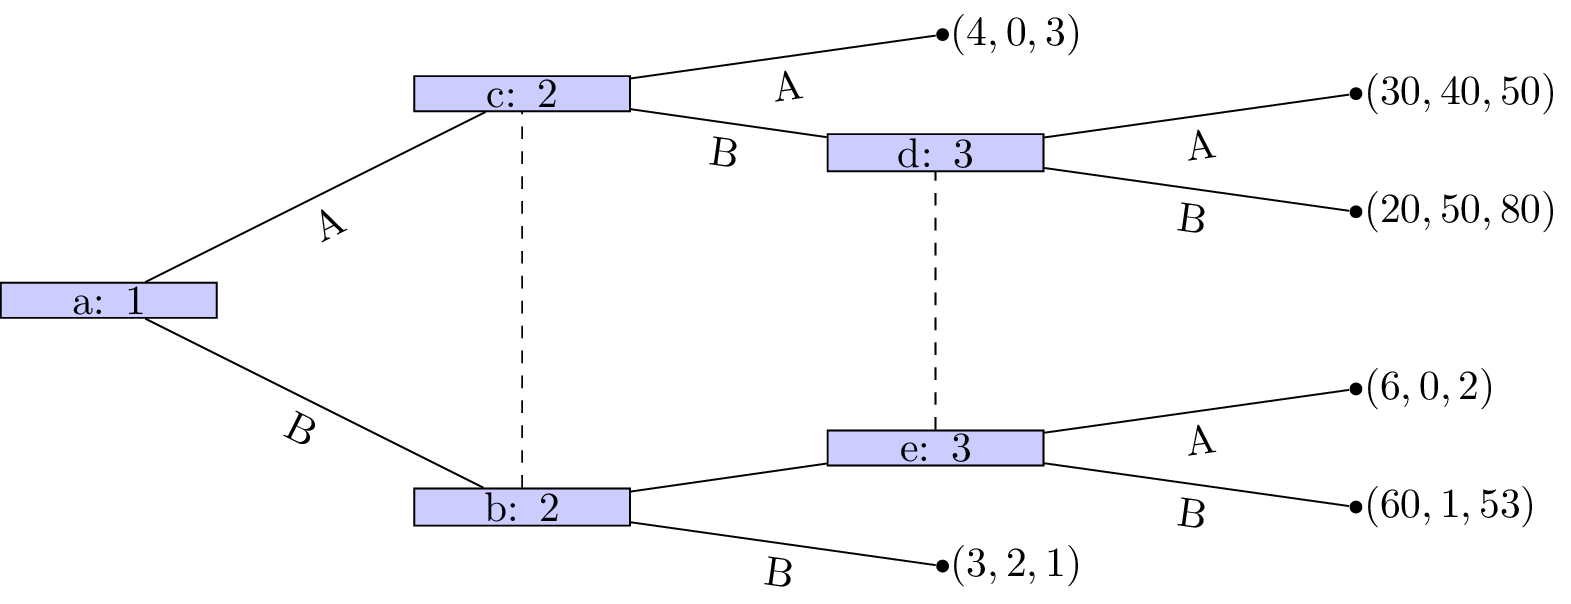 (4, 0, 3)
c: 2
A
(30, 40, 50)
B
d: 3
A
(20, 50, 80)
B
A
a: 1
B
(6, 0, 2)
e: 3
A
b: 2
(60, 1, 53)
B
B
(3, 2, 1)